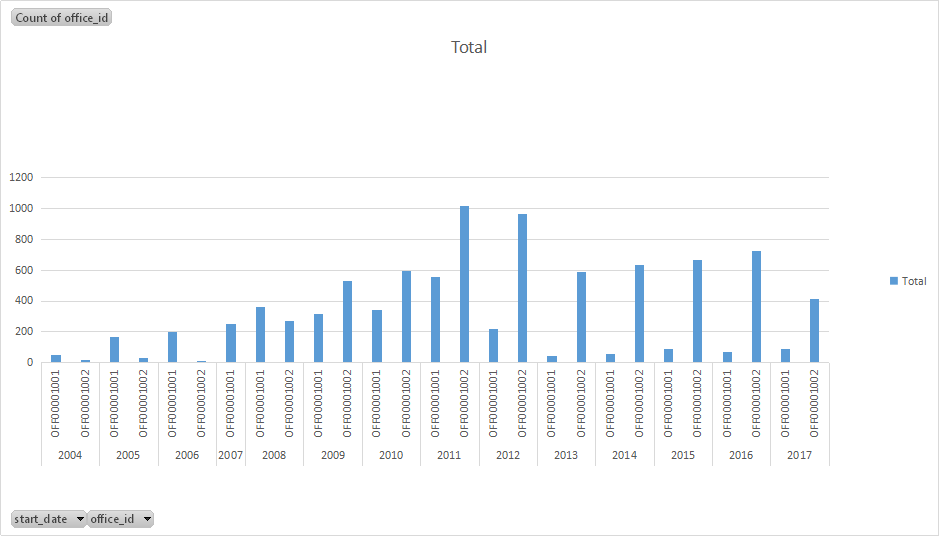 Count of office_id
Total
1200
1000
800
600
400
200
0
OFF00001001 OFF00001002 OFF00001001 OFF00001002 OFF00001001 OFF00001002 OFF00001001 OFF00001001 OFF00001002 OFF00001001 OFF00001002 OFF00001001 OFF00001002 OFF00001001 OFF00001002 OFF00001001 OFF00001002 OFF00001001 OFF00001002 OFF00001001 OFF00001002 OFF00001001 OFF00001002 OFF00001001 OFF00001002 OFF00001001 OFF00001002
2004 2005 2006 2007 2008 2009 2010 2011 2012 2013 2014 2015 2016 2017
Total
start_date office_id